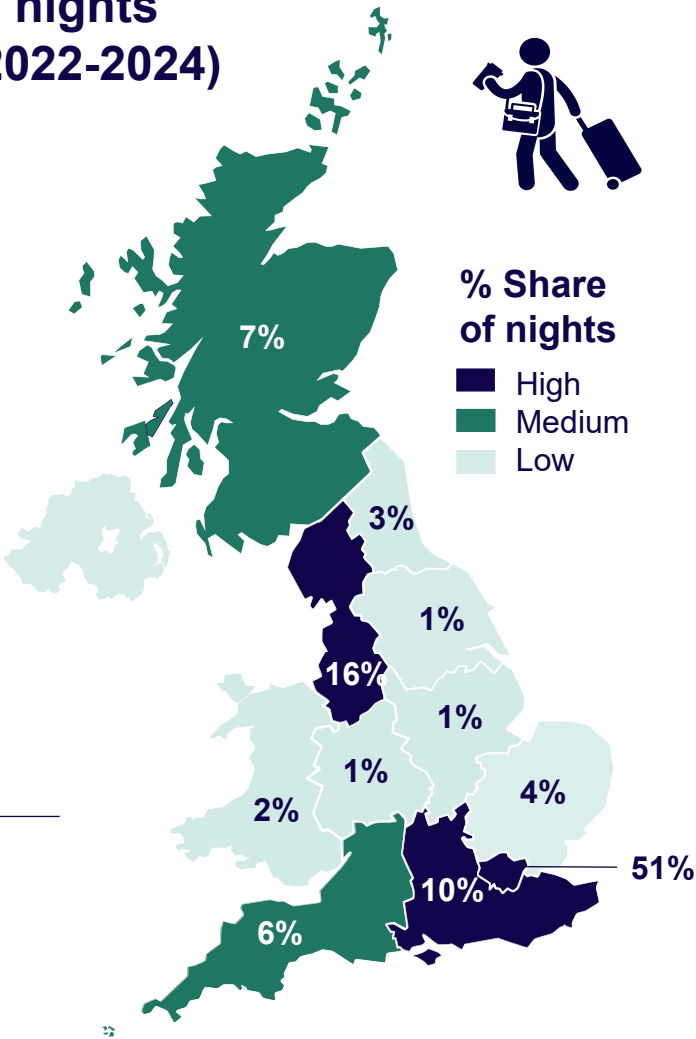 nights
2022-2024)
% Share
of nights
High
Medium
Low
7%
3%
1%
16%
1%
1%
4%
2%
51%
10%
6%